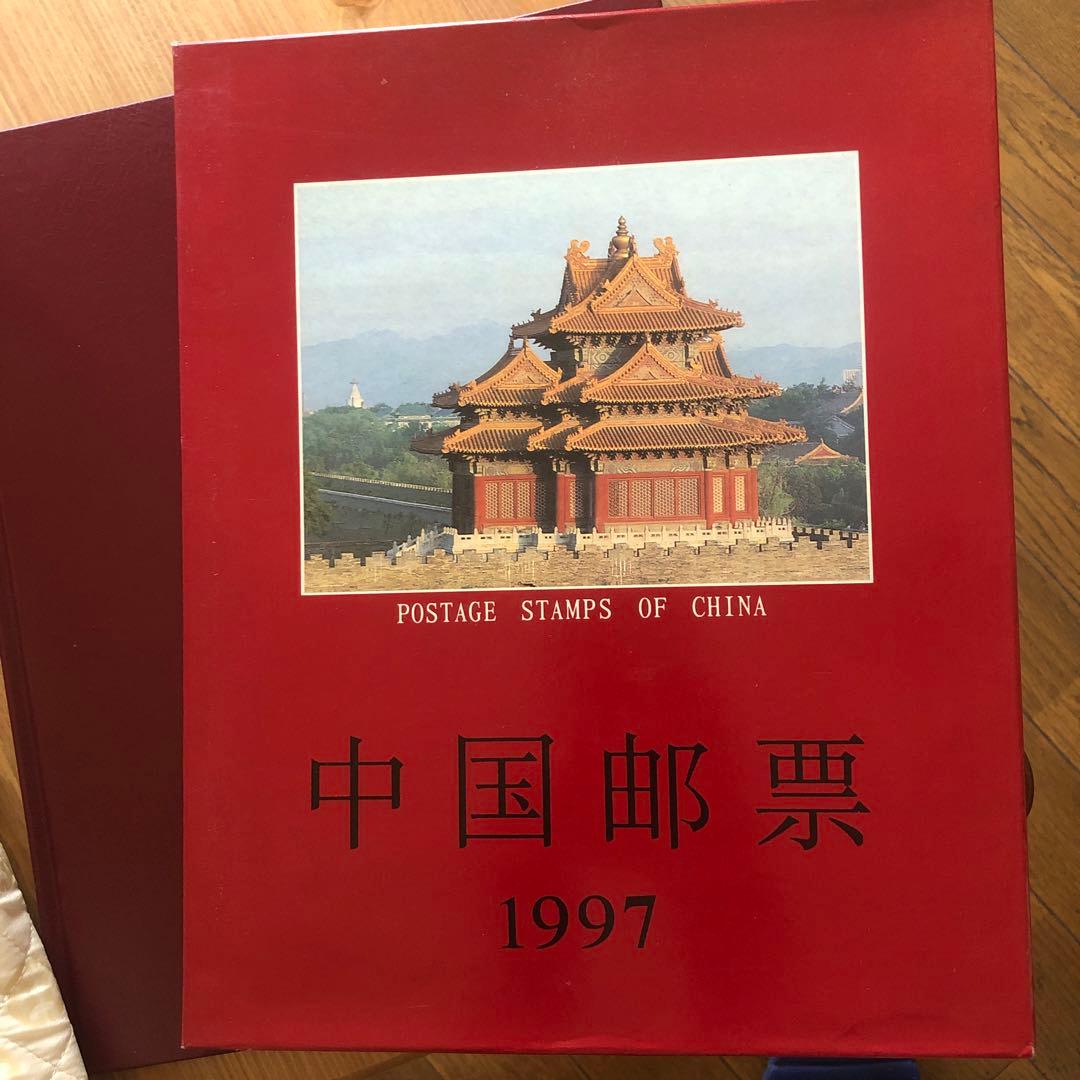 POSTAGE STAMPS OF CHINA
中国邮票
1997